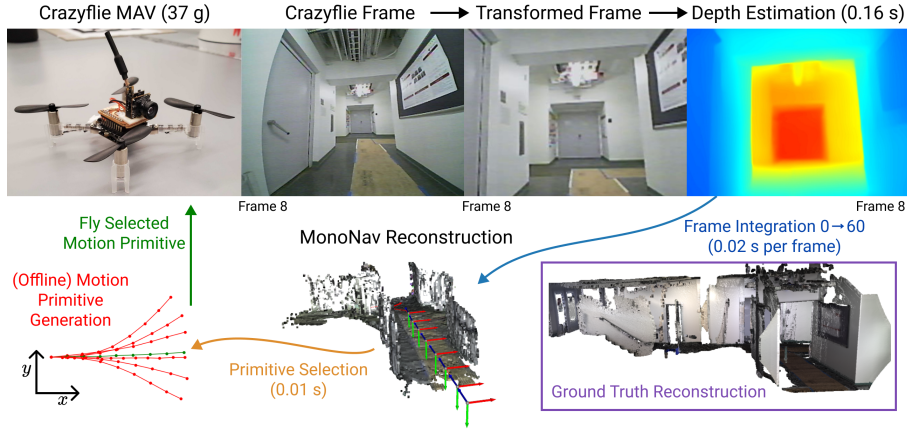 Crazyflie MAV (37 g)
Crazyflie Frame
Transformed Frame
Depth Estimation (0.16 s)
Frame 8
Frame 8
Frame 8
Fly Selected
Motion Primitive
MonoNav Reconstruction
Frame Integration 0→60
(0.02 s per frame)
(Offline) Motion
Primitive
Generation
y
x
Primitive Selection
(0.01 s)
Ground Truth Reconstruction